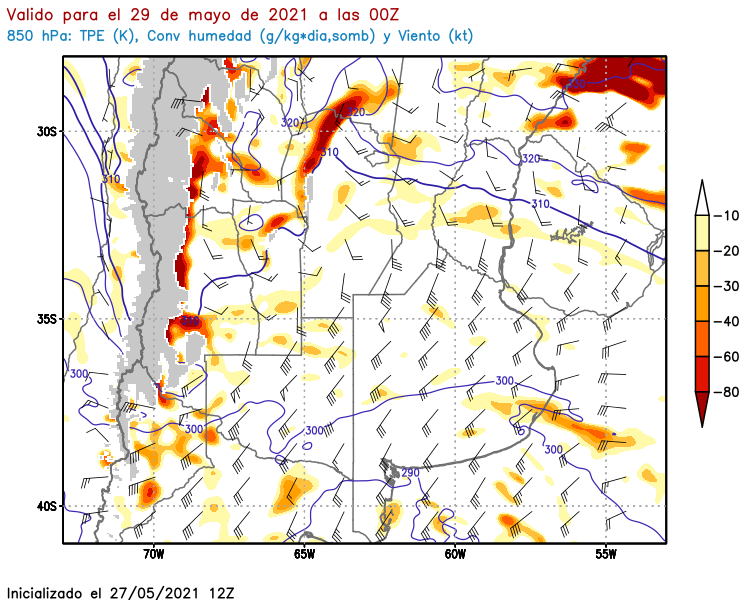 Valido para el 29 de mayo de 2021 a las 00Z
850 hPa: TPE (K), Conv humedad (g/kg*dia,somb) y Viento (kt)
320
320
310
310
320
310
300
300
300
300
300
290
30S
35S
40S
70W
65W
60W
55W
-10
-20
-30
-40
-60
-80
Inicializado el 27/05/2021 12Z